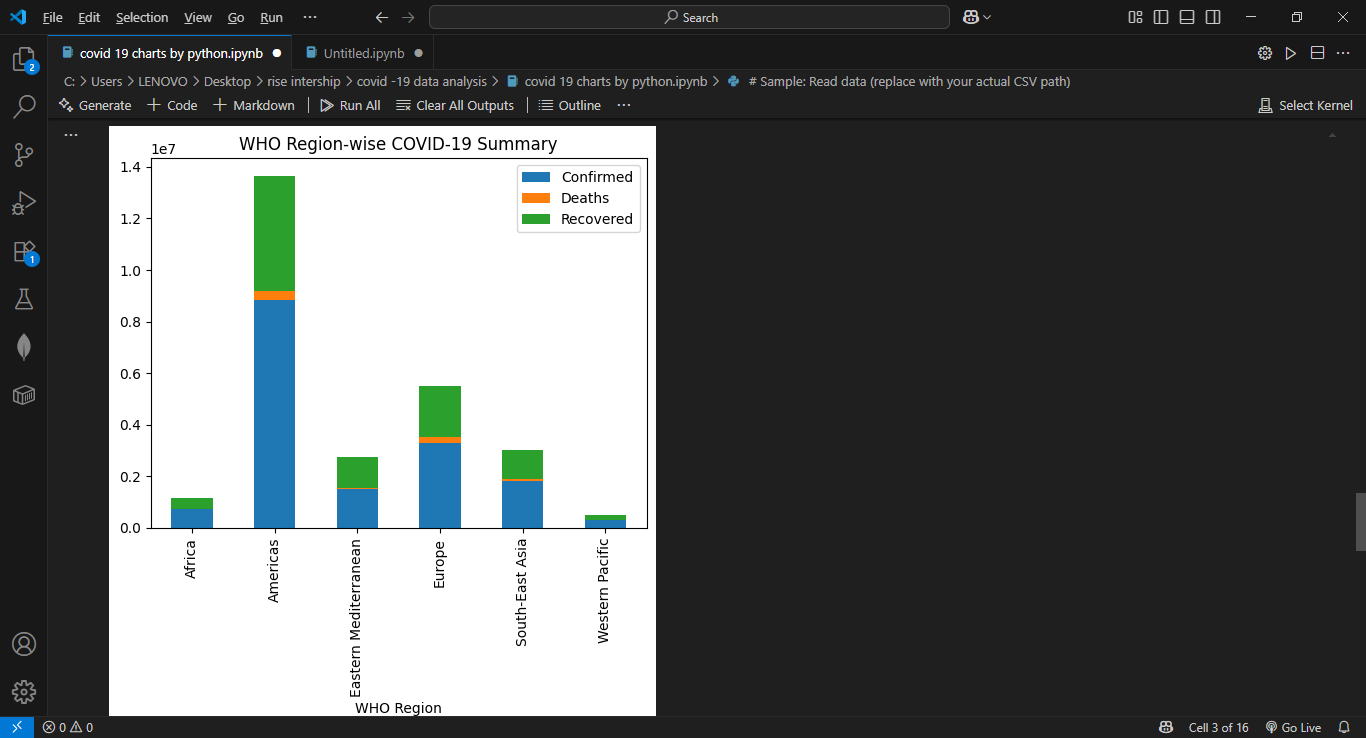 File Edit Selection View Go Run ··· Search
covid 19 charts by python.ipynb Untitled.ipynb ···
C: > Users > LENOVO > Desktop > rise intership > covid -19 data analysis > covid 19 charts by python.ipynb > # Sample: Read data (replace with your actual CSV path)
Generate + Code + Markdown Run All Clear All Outputs Outline ··· Select Kernel
2
1
···
WHO Region-wise COVID-19 Summary
1e7
1.4
1.2
1.0
0.8
0.6
0.4
0.2
0.0
Confirmed
Deaths
Recovered
Africa
Americas
Eastern Mediterranean
Europe
South-East Asia
Western Pacific
WHO Region
0 0 Cell 3 of 16 Go Live